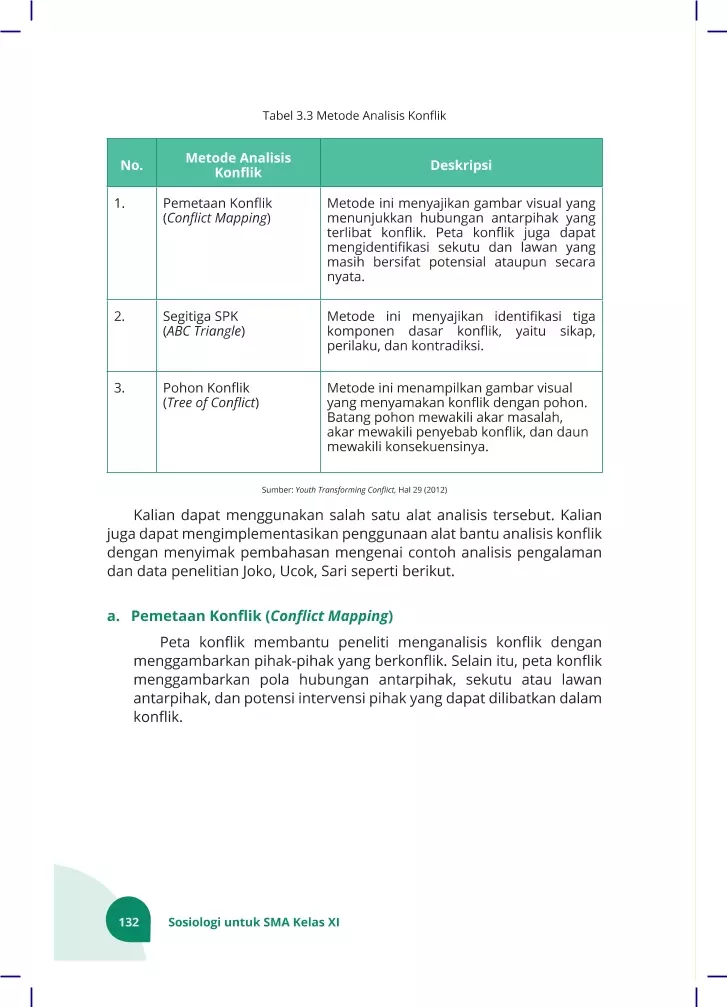 Tabel 3.3 Metode Analisis Konflik
No.
Metode Analisis
Konflik
Deskripsi
1.
Pemetaan Konflik
(Conflict Mapping)
Metode ini menyajikan gambar visual yang
menunjukkan hubungan antarpihak yang
terlibat konflik. Peta konflik juga dapat
mengidentifikasi sekutu dan lawan yang
masih bersifat potensial ataupun secara
nyata.
2.
Segitiga SPK
(ABC Triangle)
Metode ini menyajikan identifikasi tiga
komponen dasar konflik, yaitu sikap,
perilaku, dan kontradiksi.
3.
Pohon Konflik
(Tree of Conflict)
Metode ini menampilkan gambar visual
yang menyamakan konflik dengan pohon.
Batang pohon mewakili akar masalah,
akar mewakili penyebab konflik, dan daun
mewakili konsekuensinya.
Sumber: Youth Transforming Conflict, Hal 29 (2012)
Kalian dapat menggunakan salah satu alat analisis tersebut. Kalian
juga dapat mengimplementasikan penggunaan alat bantu analisis konflik
dengan menyimak pembahasan mengenai contoh analisis pengalaman
dan data penelitian Joko, Ucok, Sari seperti berikut.
a. Pemetaan Konflik (Conflict Mapping)
Peta konflik membantu peneliti menganalisis konflik dengan
menggambarkan pihak-pihak yang berkonflik. Selain itu, peta konflik
menggambarkan pola hubungan antarpihak, sekutu atau lawan
antarpihak, dan potensi intervensi pihak yang dapat dilibatkan dalam
konflik.
132
Sosiologi untuk SMA Kelas XI